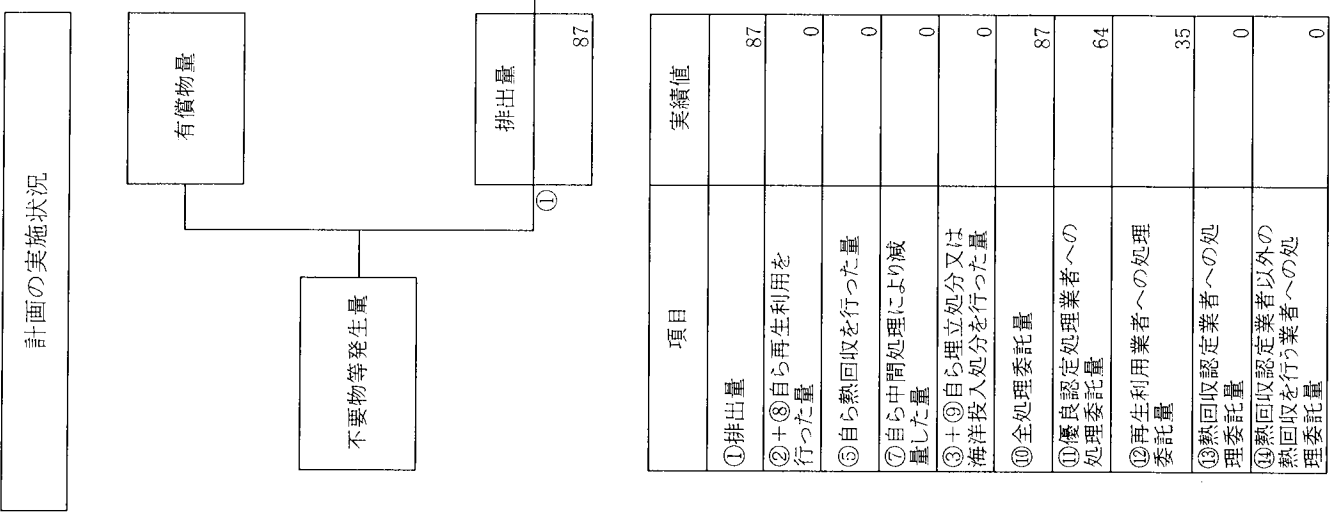 計画の実施状況
不要物等発生量
有償物量
①
排出量
87
項目
実績値
①排出量
87
②+⑧自ら再生利用を
行った量
0
⑤自ら熱回収を行った量
0
⑦自ら中間処理により減
量した量
0
③+⑨自ら埋立処分又は
海洋投入処分を行った量
0
⑩全処理委託量
87
⑪優良認定処理業者への
処理委託量
64
⑫再生利用業者への処理
委託量
35
⑬熱回収認定業者への処
理委託量
0
⑭熱回収認定業者以外の
熱回収を行う業者への処
理委託量
0